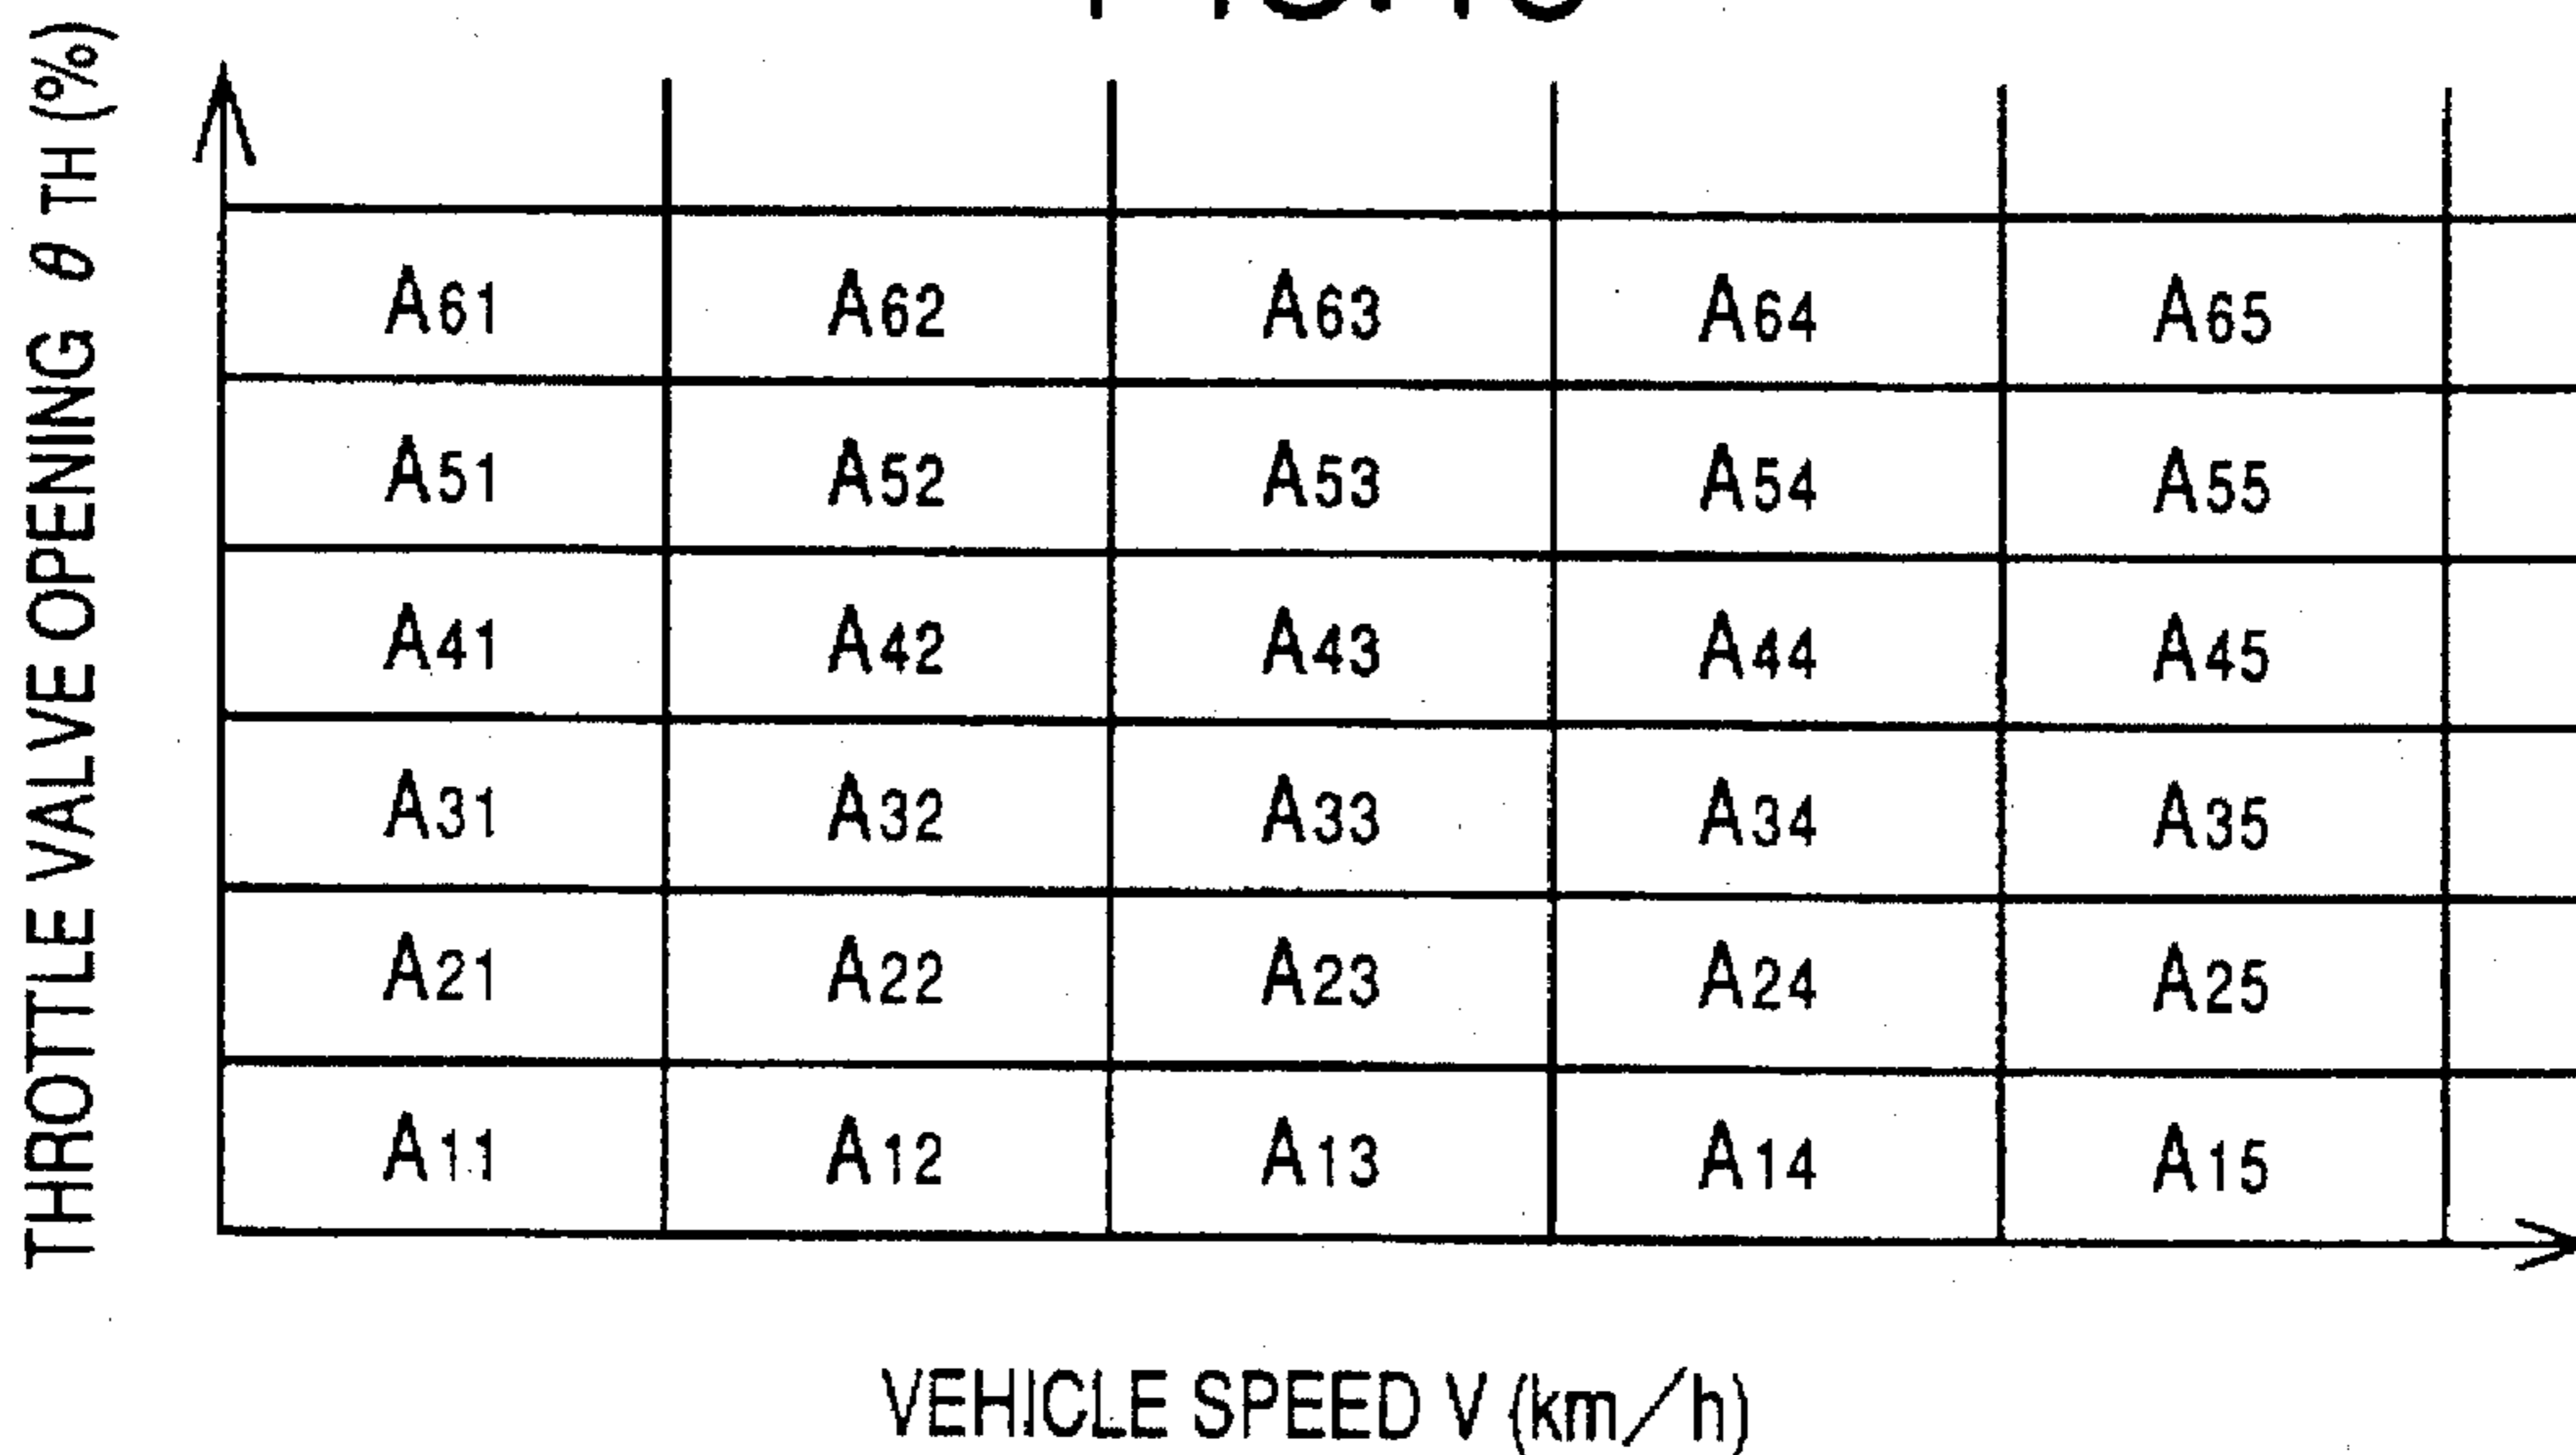 THROTTLE VALVE OPENING θ TH (%)
A61 A62 A63 A64 A65
A51 A52 A53 A54 A55
A41 A42 A43 A44 A45
A31 A32 A33 A34 A35
A21 A22 A23 A24 A25
A11 A12 A13 A14 A15
VEHICLE SPEED V (km/h)